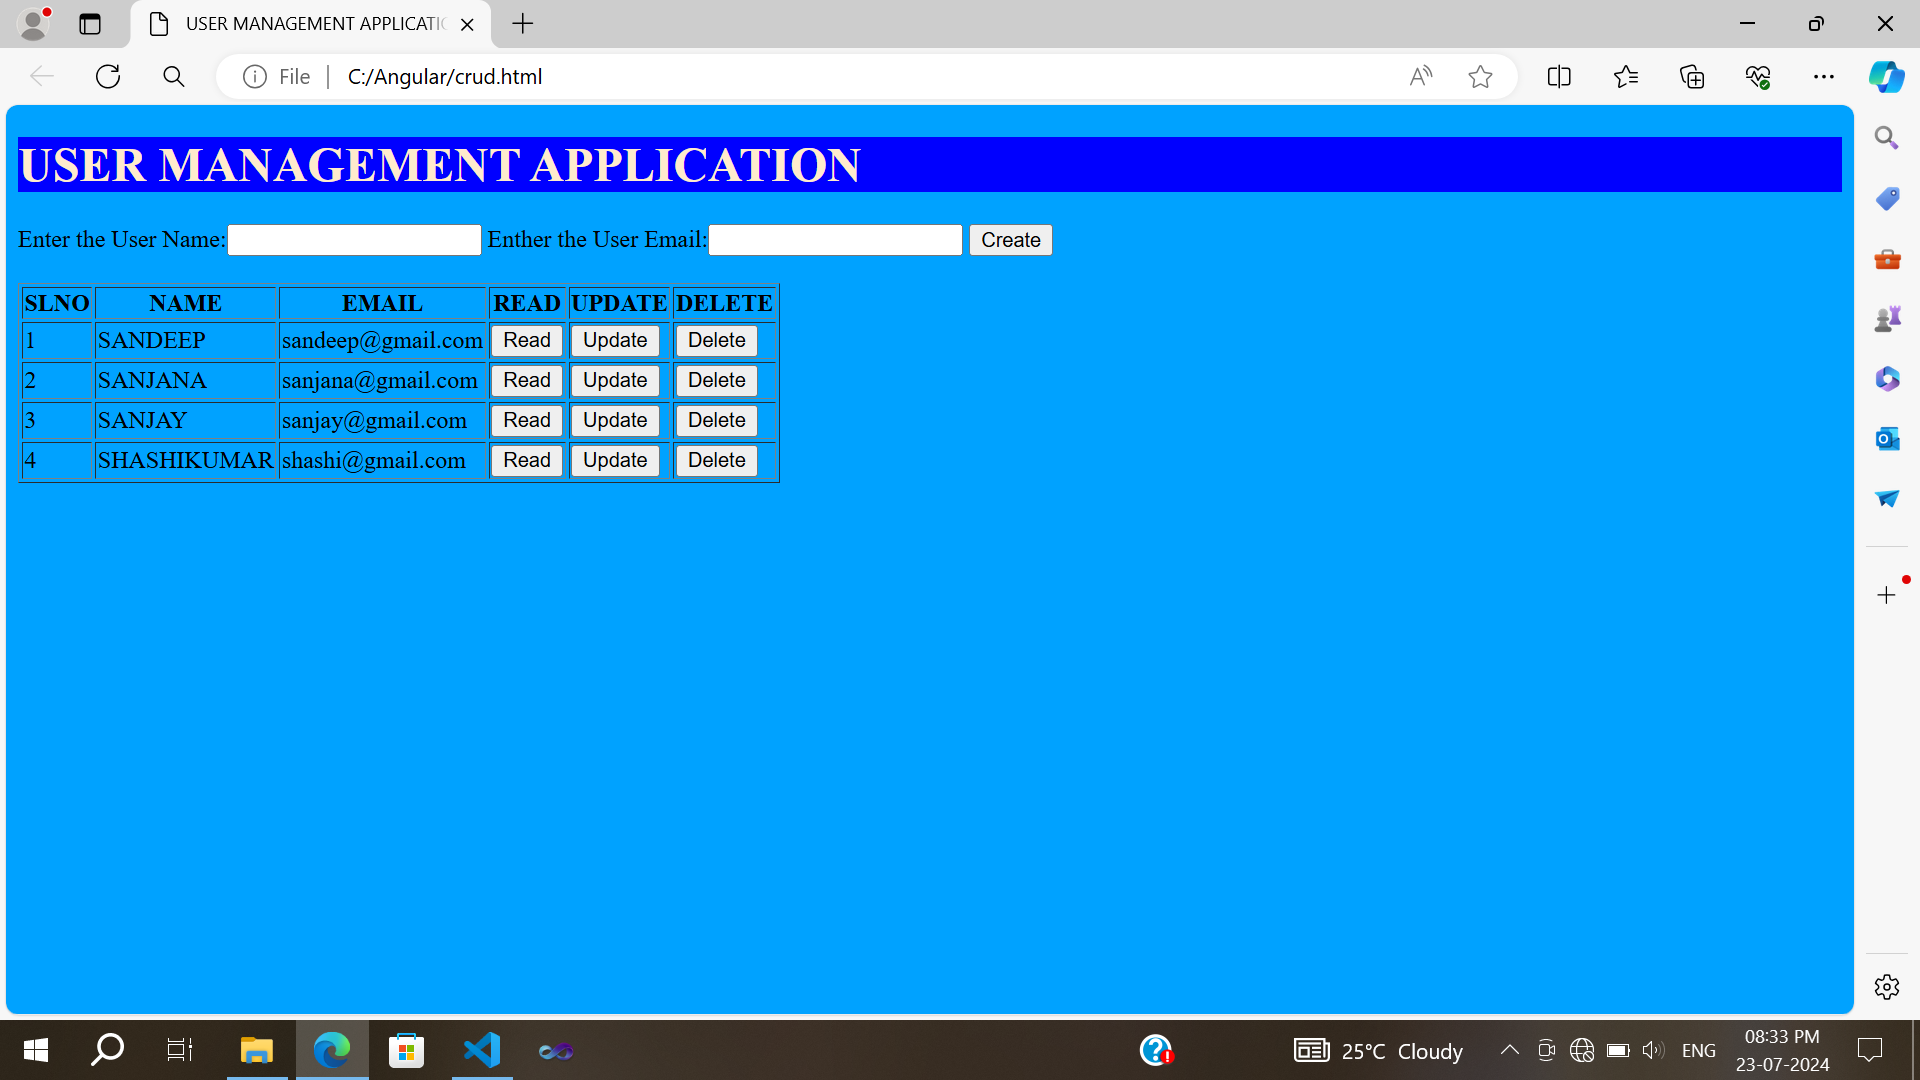 USER MANAGEMENT APPLICATIO
File C:/Angular/crud.html
USER MANAGEMENT APPLICATION
Enter the User Name: Enther the User Email: Create
SLNO NAME EMAIL READ UPDATE DELETE
1 SANDEEP sandeep@gmail.com Read Update Delete
2 SANJANA sanjana@gmail.com Read Update Delete
3 SANJAY sanjay@gmail.com Read Update Delete
4 SHASHIKUMAR shashi@gmail.com Read Update Delete
25°C Cloudy ENG 08:33 PM
23-07-2024